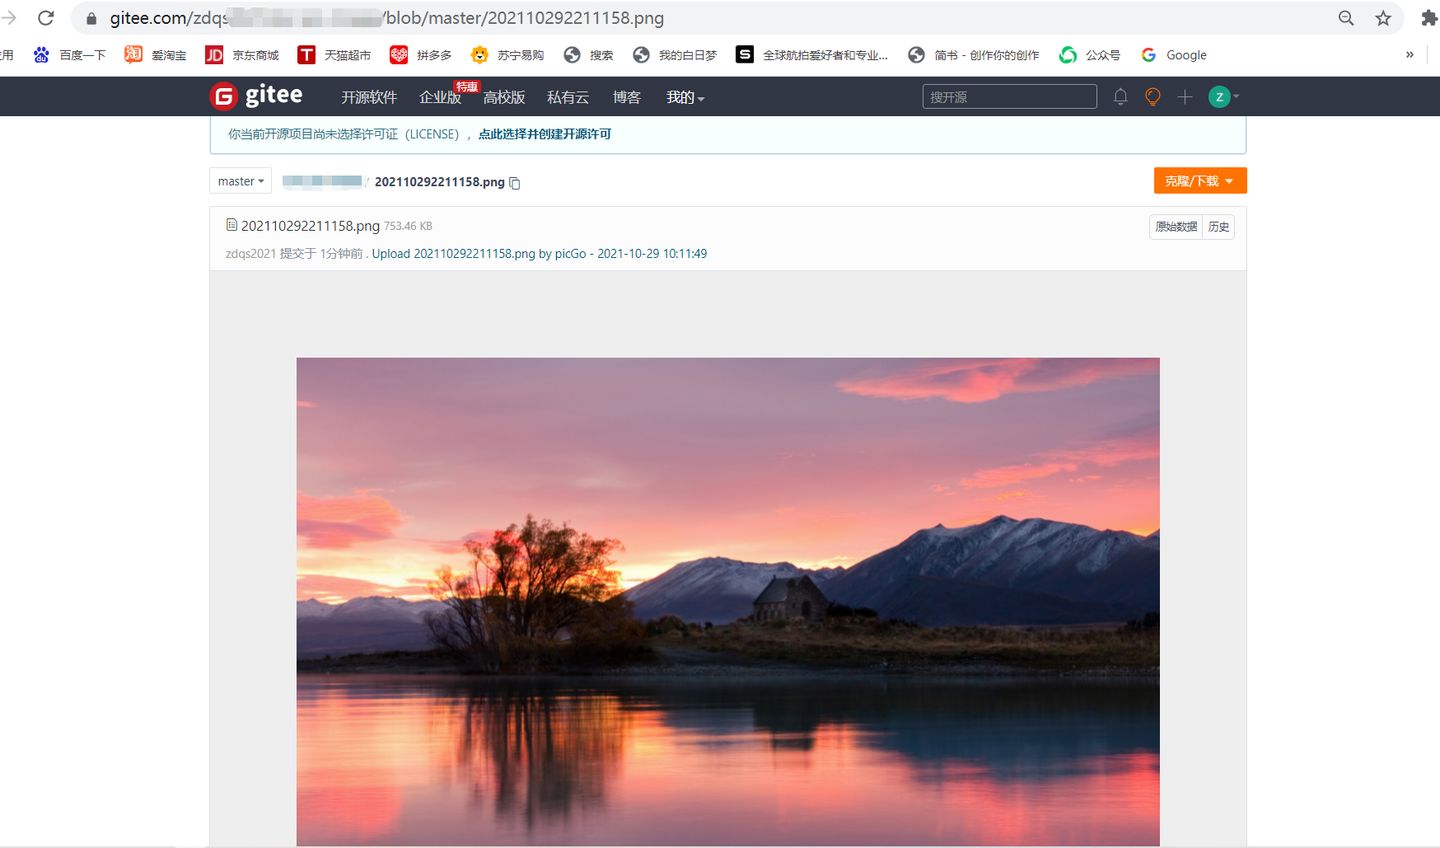 gitee.com/zdqs /blob/master/202110292211158.png
用 百度一下 爱淘宝 JD 京东商城 T 天猫超市 拼多多 苏宁易购 搜索 我的白日梦 S 全球航拍爱好者和专业... 简书 - 创作你的创作 公众号 G Google »
G gitee 开源软件 企业版 特惠 高校版 私有云 博客 我的 搜开源 Z
你当前开源项目尚未选择许可证（LICENSE），点此选择并创建开源许可
master / 202110292211158.png 克隆/下载
202110292211158.png 753.46 KB 原始数据 历史
zdqs2021 提交于 1分钟前 . Upload 202110292211158.png by picGo - 2021-10-29 10:11:49